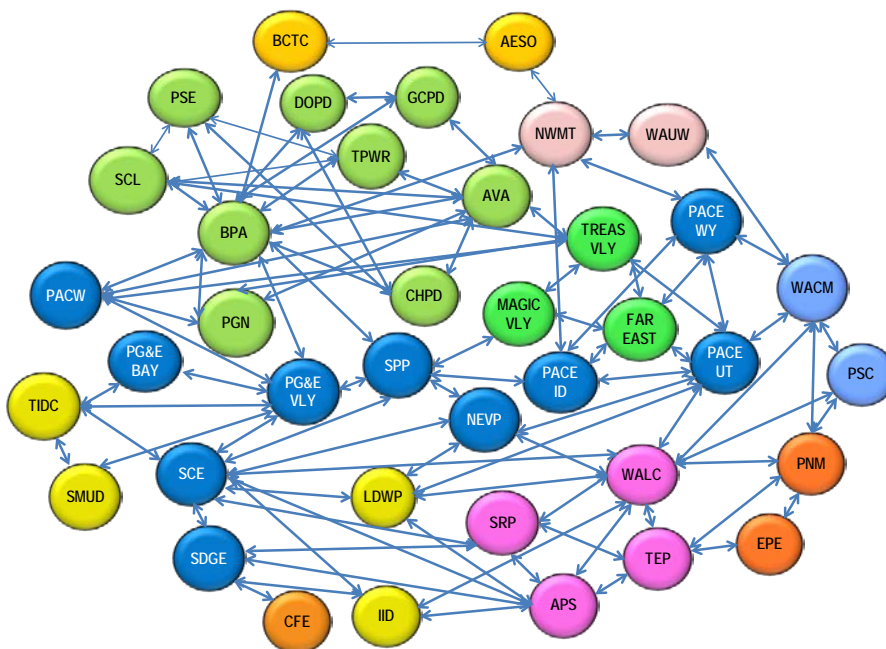 BCTC
AESO
PSE
DOPD
GCPD
NWMT
WAUW
TPWR
SCL
AVA
BPA
TREAS
VLY
PACE
WY
PACW
PGN
CHPD
MAGIC
VLY
FAR
EAST
WACM
PG&E
BAY
PG&E
VLY
SPP
PACE
ID
PACE
UT
PSC
TIDC
NEVP
SCE
SMUD
LDWP
WALC
PNM
SRP
SDGE
TEP
EPE
CFE
IID
APS